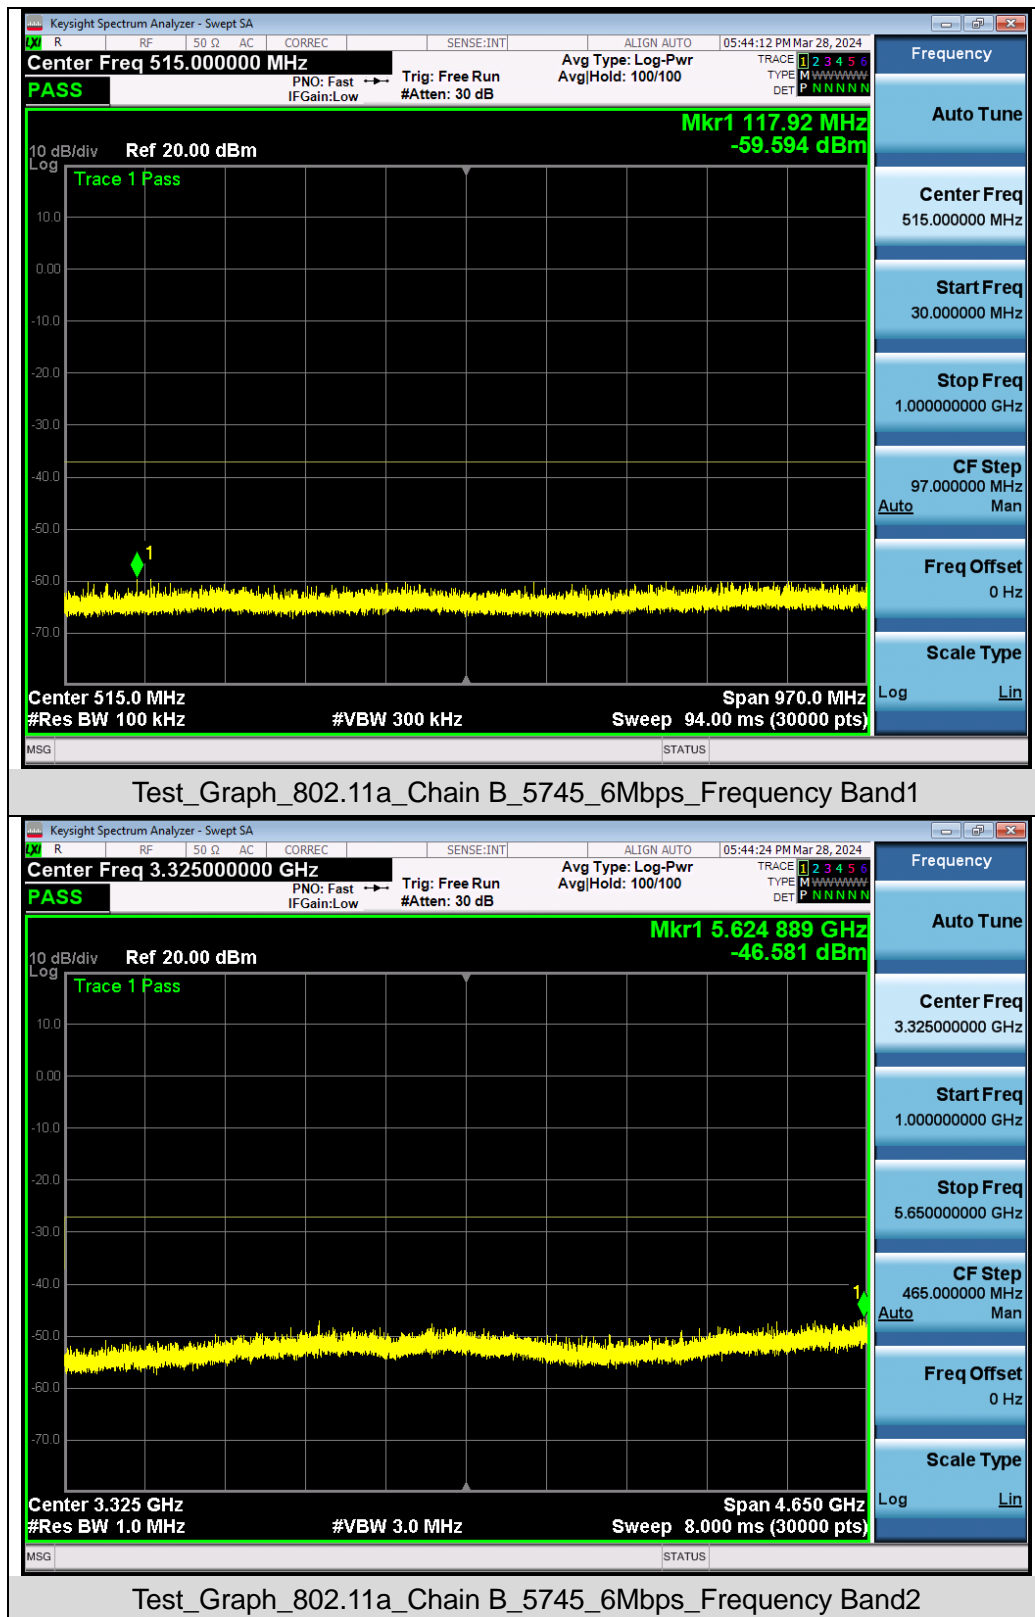 Keysight Spectrum Analyzer - Swept SA
LXI R RF 50 Ω AC CORREC SENSE:INT ALIGN AUTO 05:44:12 PM Mar 28, 2024
Center Freq 515.000000 MHz
PASS
PNO: Fast
IFGain:Low
Trig: Free Run
#Atten: 30 dB
Avg Type: Log-Pwr
Avg|Hold: 100/100
TRACE 1 2 3 4 5 6
TYPE M WWWWW
DET P N N N N N
Mkr1 117.92 MHz
-59.594 dBm
10 dB/div Ref 20.00 dBm
Log
Trace 1 Pass
10.0
0.00
-10.0
-20.0
-30.0
-40.0
-50.0
1
-60.0
-70.0
Center 515.0 MHz Span 970.0 MHz
#Res BW 100 kHz #VBW 300 kHz Sweep 94.00 ms (30000 pts)
MSG STATUS
Frequency
Auto Tune
Center Freq
515.000000 MHz
Start Freq
30.000000 MHz
Stop Freq
1.000000000 GHz
CF Step
97.000000 MHz
Auto Man
Freq Offset
0 Hz
Scale Type
Log Lin
Test_Graph_802.11a_Chain B_5745_6Mbps_Frequency Band1
Keysight Spectrum Analyzer - Swept SA
LXI R RF 50 Ω AC CORREC SENSE:INT ALIGN AUTO 05:44:24 PM Mar 28, 2024
Center Freq 3.325000000 GHz
PASS
PNO: Fast
IFGain:Low
Trig: Free Run
#Atten: 30 dB
Avg Type: Log-Pwr
Avg|Hold: 100/100
TRACE 1 2 3 4 5 6
TYPE M WWWWW
DET P N N N N N
Mkr1 5.624 889 GHz
-46.581 dBm
10 dB/div Ref 20.00 dBm
Log
Trace 1 Pass
10.0
0.00
-10.0
-20.0
-30.0
-40.0
1
-50.0
-60.0
-70.0
Center 3.325 GHz Span 4.650 GHz
#Res BW 1.0 MHz #VBW 3.0 MHz Sweep 8.000 ms (30000 pts)
MSG STATUS
Frequency
Auto Tune
Center Freq
3.325000000 GHz
Start Freq
1.000000000 GHz
Stop Freq
5.650000000 GHz
CF Step
465.000000 MHz
Auto Man
Freq Offset
0 Hz
Scale Type
Log Lin
Test_Graph_802.11a_Chain B_5745_6Mbps_Frequency Band2